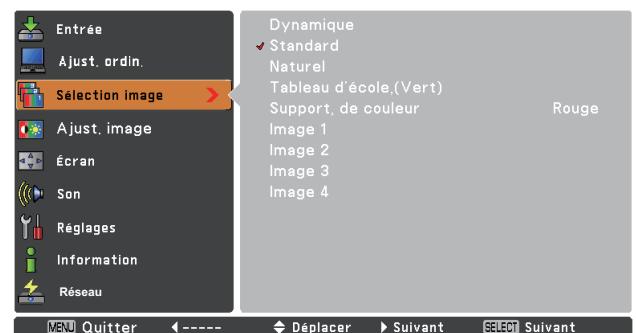 Entrée
Ajust. ordin.
Sélection image
Ajust. image
Écran
Son
Réglages
Information
Réseau
Dynamique
Standard
Naturel
Tableau d'école.(Vert)
Support. de couleur Rouge
Image 1
Image 2
Image 3
Image 4
MENU Quitter ◀----- Déplacer ▶ Suivant SELECT Suivant